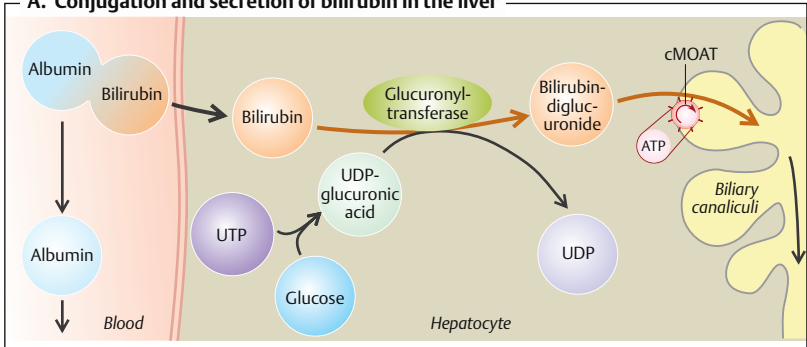 A. Conjugation and secretion of bilirubin in the liver
cMOAT
Albumin
Bilirubin
Bilirubin
Glucuronyl-
transferase
Bilirubin-
digluc-
uronide
ATP
UDP-
glucuronic
acid
Biliary
canaliculi
UTP
Albumin
UDP
Glucose
Blood
Hepatocyte